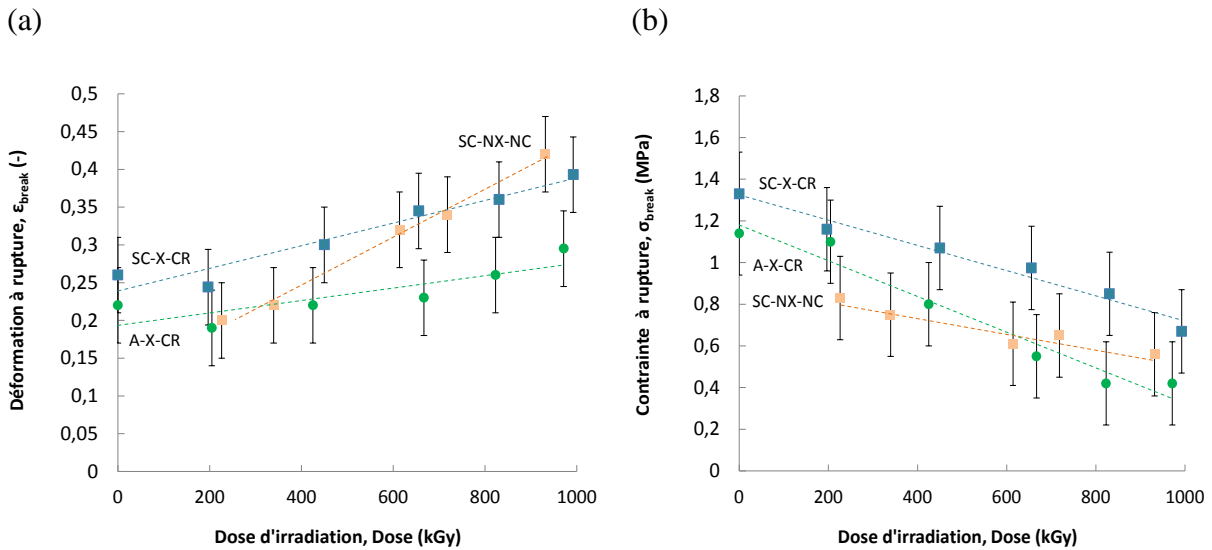 (a)
(b)
Déformation à rupture, ε_break (-)
0,5
0,45
0,4
0,35
0,3
0,25
0,2
0,15
0,1
0,05
0
SC-NX-NC
SC-X-CR
A-X-CR
0 200 400 600 800 1000
Dose d'irradiation, Dose (kGy)
Contrainte à rupture, σ_break (MPa)
1,8
1,6
1,4
1,2
1
0,8
0,6
0,4
0,2
0
SC-X-CR
A-X-CR
SC-NX-NC
0 200 400 600 800 1000
Dose d'irradiation, Dose (kGy)